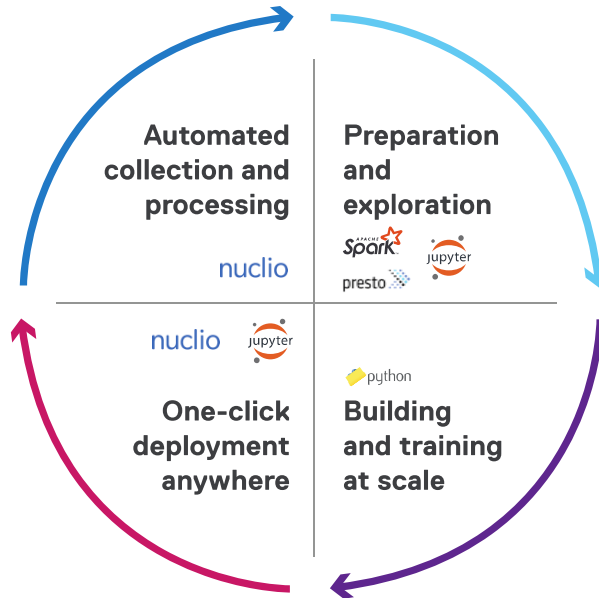 Automated
collection and
processing
nuclio
Preparation
and
exploration
APACHE
Spark
presto
jupyter
nuclio
jupyter
One-click
deployment
anywhere
python
Building
and training
at scale